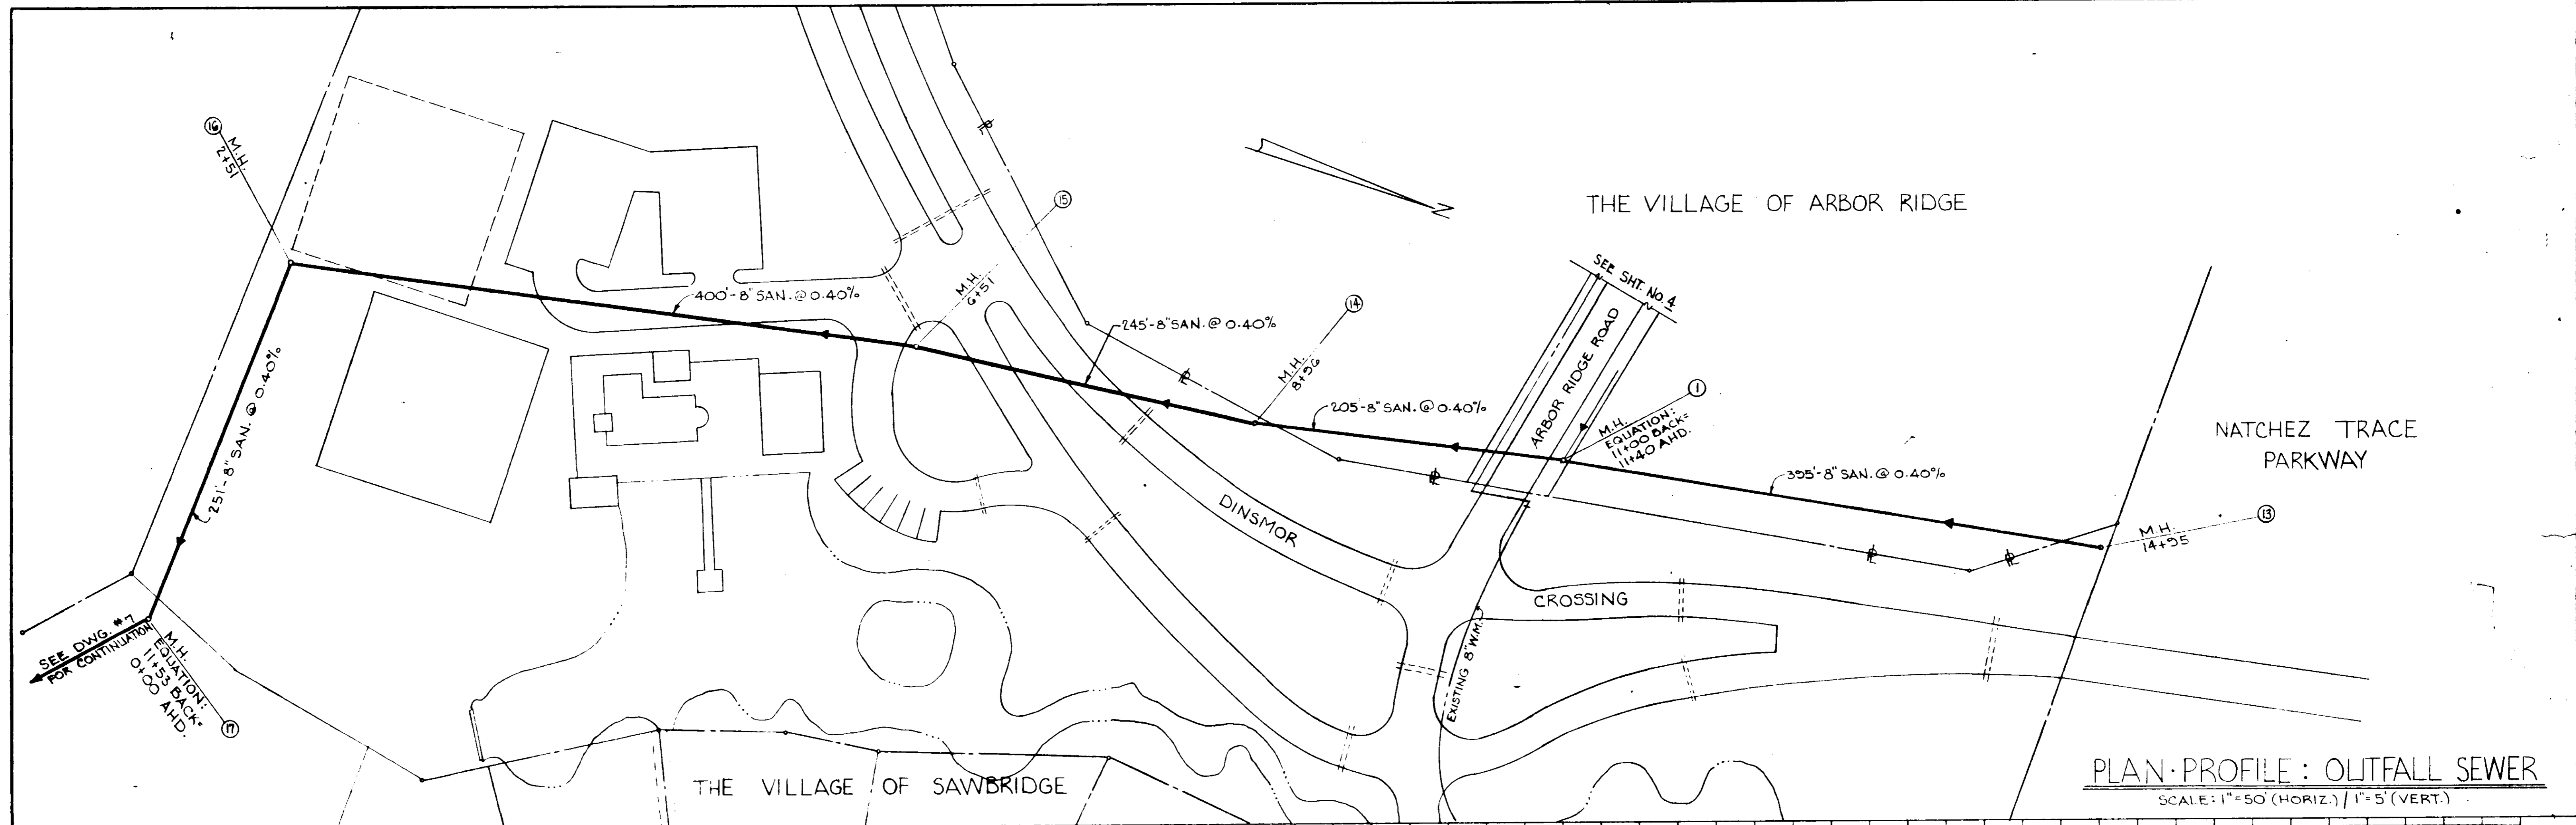 16
M.H.
2+51
400'-8" SAN. @ 0.40%
251'-8" SAN. @ 0.40%
SEE DWG. #7
FOR CONTINUATION
M.H.
EQUATION:
11+53 BACK=
0+00 AHD.
17
15
M.H.
6+51
245'-8" SAN. @ 0.40%
14
M.H.
8+96
205'-8" SAN. @ 0.40%
N
THE VILLAGE OF ARBOR RIDGE
SEE SHT. NO. 4
ARBOR RIDGE ROAD
1
M.H.
EQUATION:
11+00 BACK=
11+40 AHD.
395'-8" SAN. @ 0.40%
NATCHEZ TRACE
PARKWAY
13
M.H.
14+95
DINSMOR
CROSSING
EXISTING 8" W.M.
THE VILLAGE OF SAWBRIDGE
PLAN·PROFILE: OUTFALL SEWER
SCALE: 1"=50' (HORIZ.) / 1"=5' (VERT.)